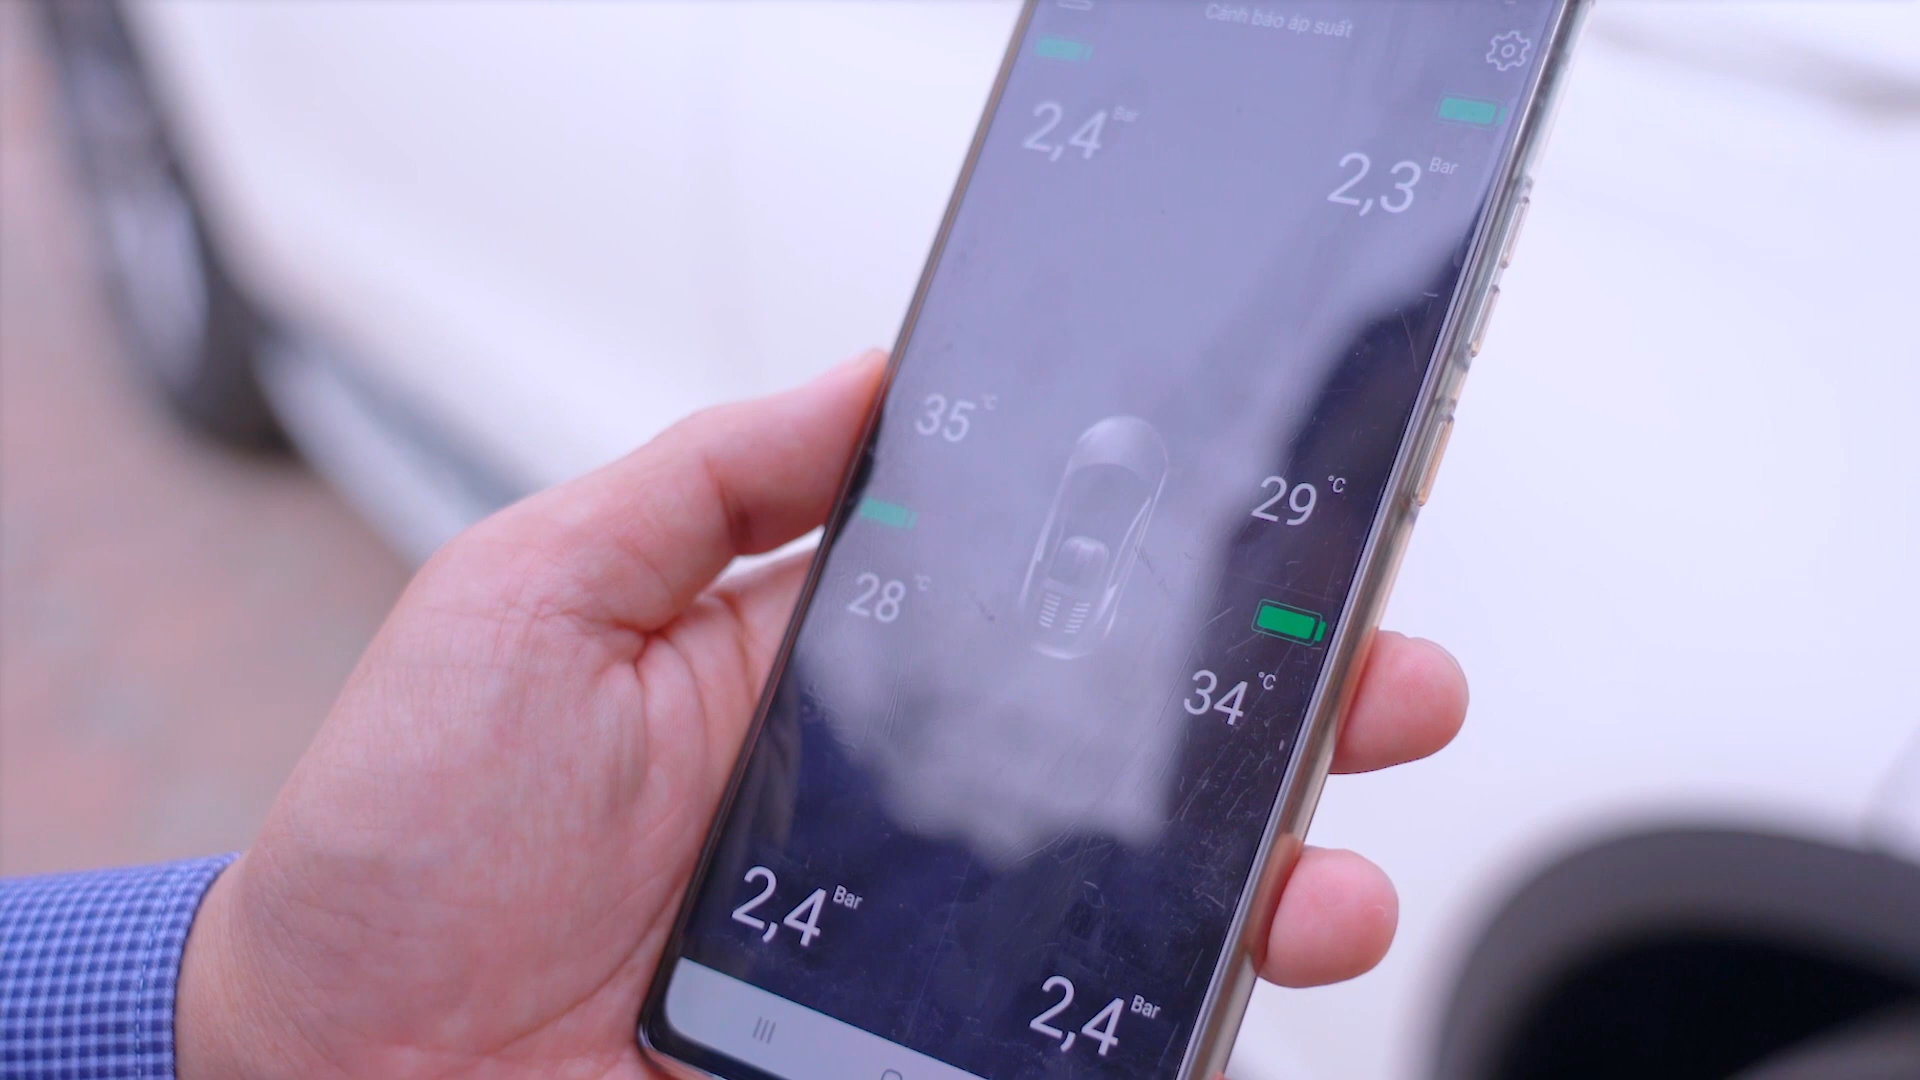 Cảnh báo áp suất
2,4 Bar
2,3 Bar
35 °C
29 °C
28 °C
34 °C
2,4 Bar
2,4 Bar